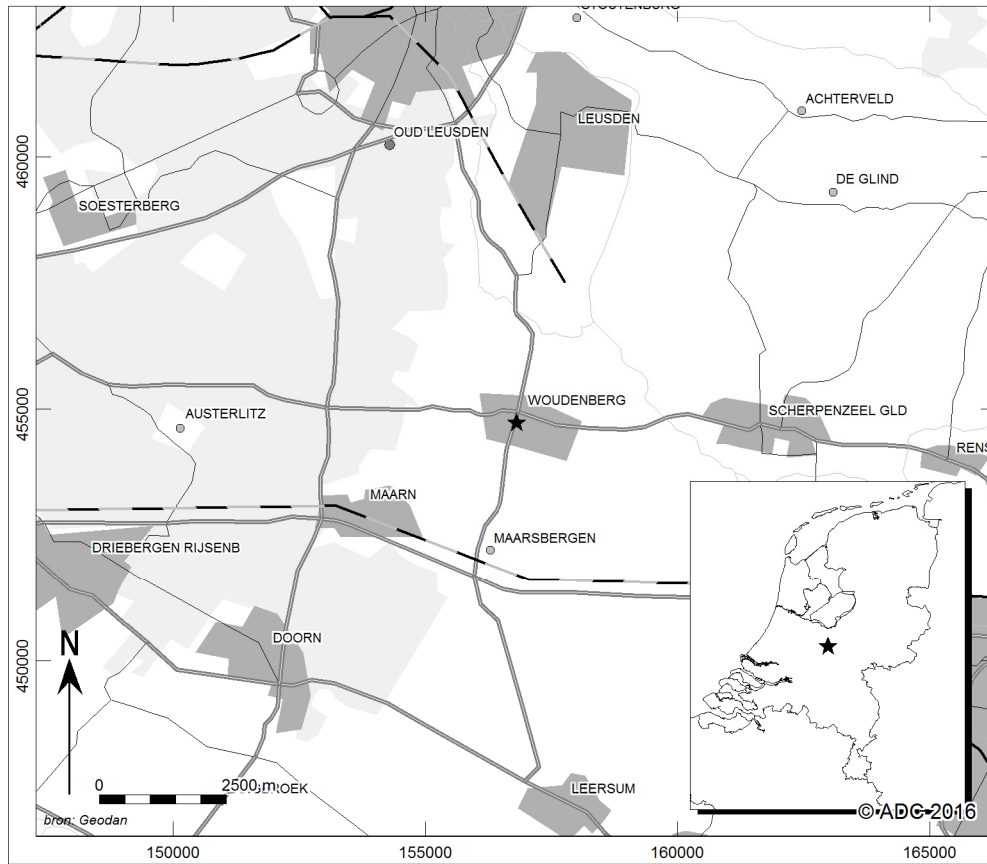 STOUTENBURG
ACHTERVELD
LEUSDEN
OUD LEUSDEN
460000
DE GLIND
SOESTERBERG
WOUDENBERG
455000
AUSTERLITZ
SCHERPENZEEL GLD
RENS
MAARN
MAARSBERGEN
DRIEBERGEN RIJSENB
N
DOORN
450000
0
2500 m
LEERSUM
bron: Geodan
© ADC 2016
150000
155000
160000
165000